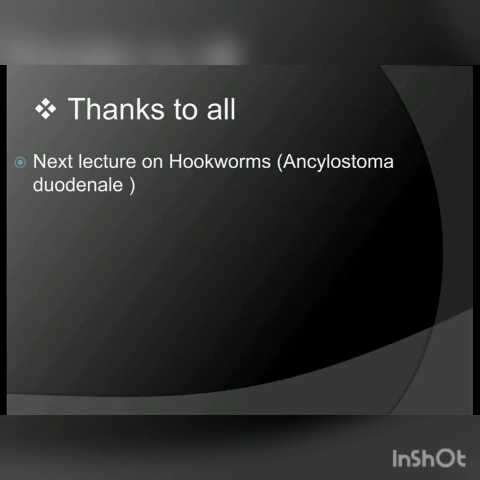 ❖ Thanks to all
Next lecture on Hookworms (Ancylostoma
duodenale )
InShOt